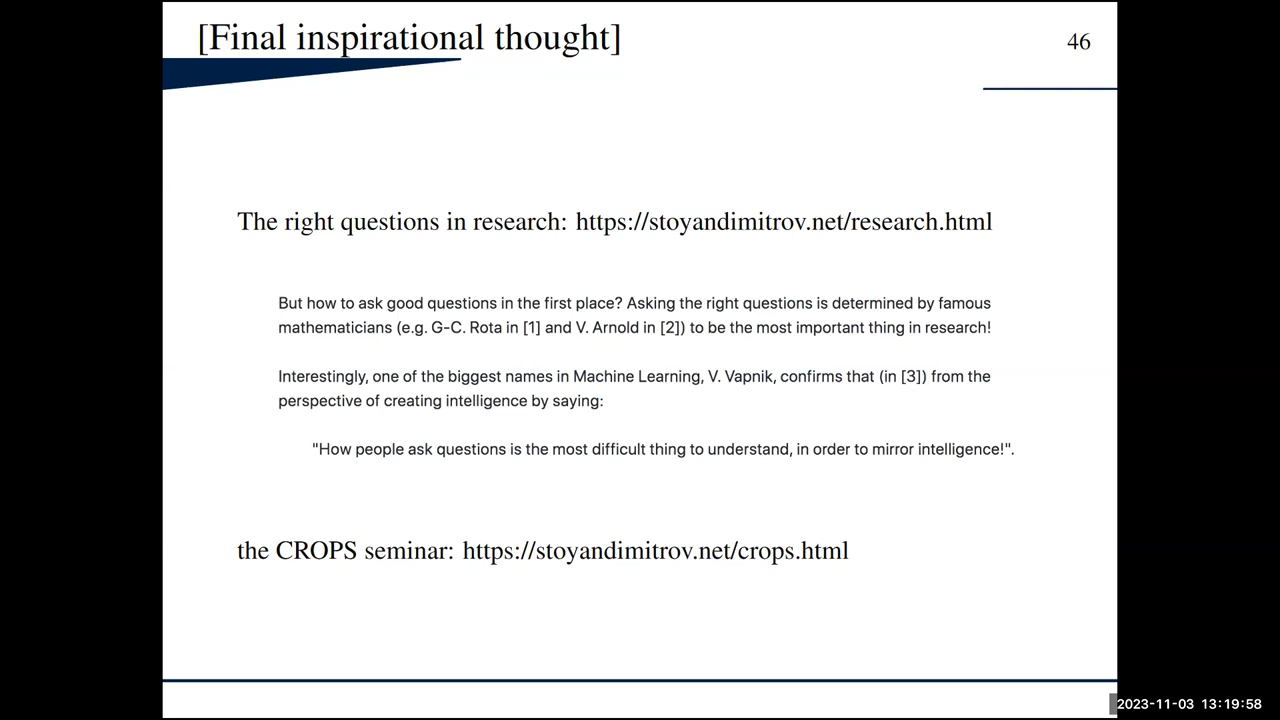 [Final inspirational thought]
46
The right questions in research: https://stoyandimitrov.net/research.html
But how to ask good questions in the first place? Asking the right questions is determined by famous
mathematicians (e.g. G-C. Rota in [1] and V. Arnold in [2]) to be the most important thing in research!
Interestingly, one of the biggest names in Machine Learning, V. Vapnik, confirms that (in [3]) from the
perspective of creating intelligence by saying:
"How people ask questions is the most difficult thing to understand, in order to mirror intelligence!".
the CROPS seminar: https://stoyandimitrov.net/crops.html
2023-11-03 13:19:58